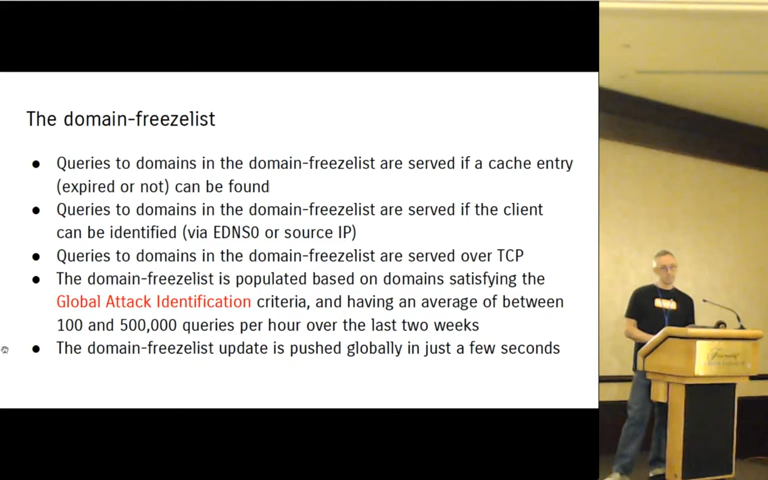 The domain-freezelist
● Queries to domains in the domain-freezelist are served if a cache entry
(expired or not) can be found
● Queries to domains in the domain-freezelist are served if the client
can be identified (via EDNS0 or source IP)
● Queries to domains in the domain-freezelist are served over TCP
● The domain-freezelist is populated based on domains satisfying the
Global Attack Identification criteria, and having an average of between
100 and 500,000 queries per hour over the last two weeks
● The domain-freezelist update is pushed globally in just a few seconds
Fairmont